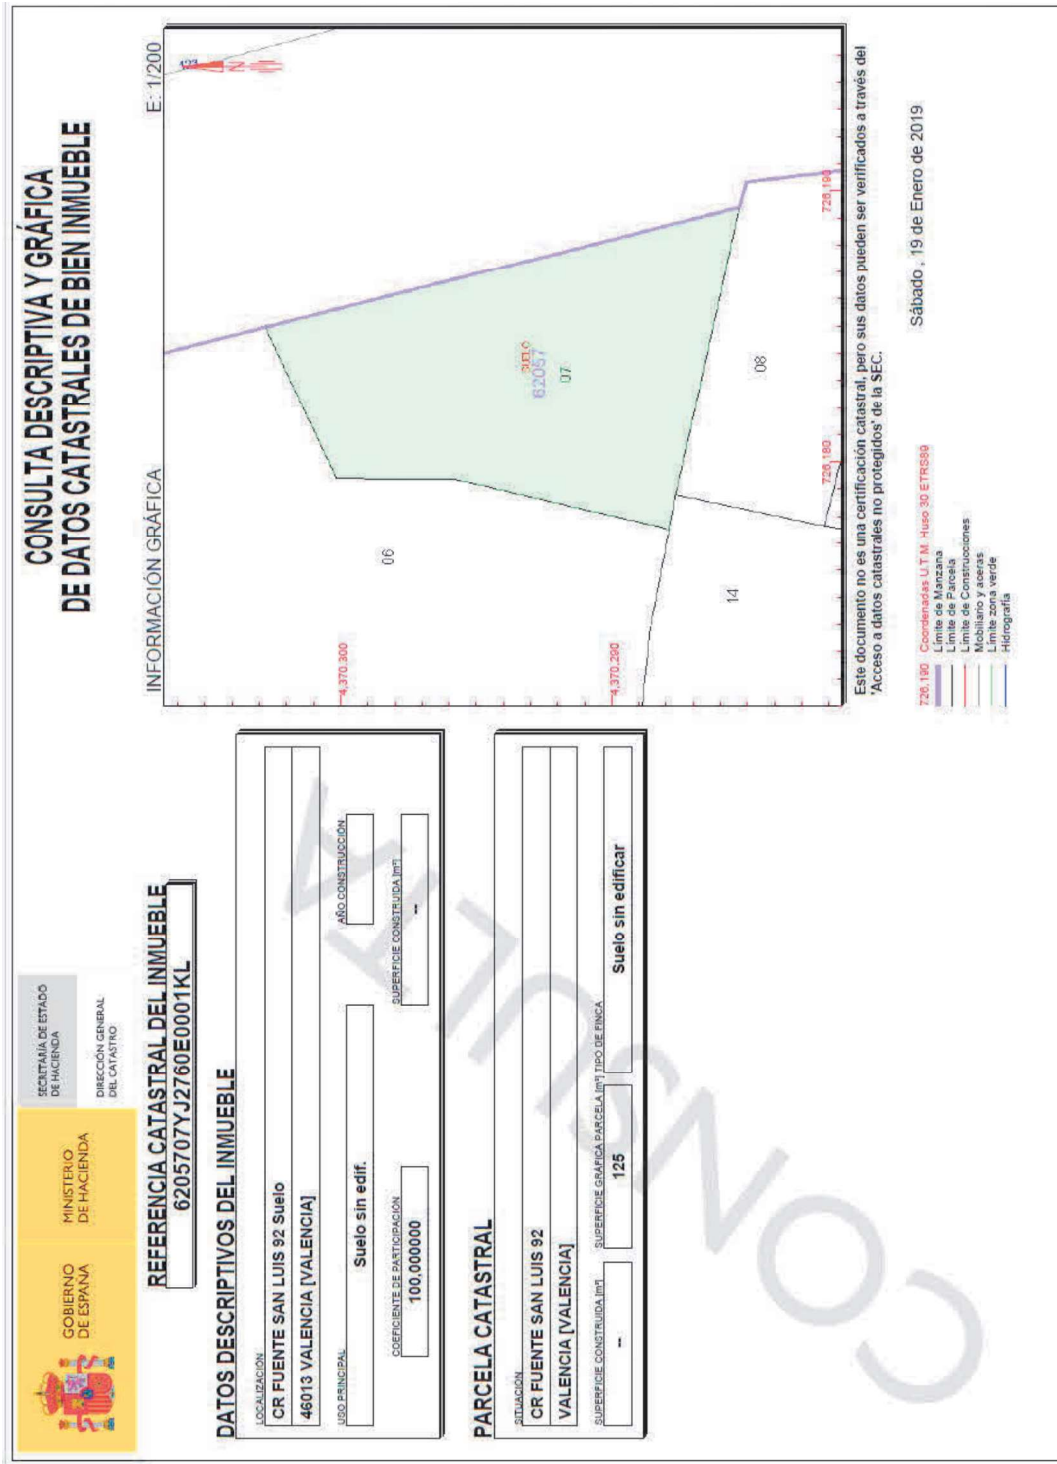 GOBIERNO
DE ESPAÑA
MINISTERIO
DE HACIENDA
SECRETARÍA DE ESTADO
DE HACIENDA
DIRECCIÓN GENERAL
DEL CATASTRO
CONSULTA DESCRIPTIVA Y GRÁFICA
DE DATOS CATASTRALES DE BIEN INMUEBLE
REFERENCIA CATASTRAL DEL INMUEBLE
6205707YJ2760E0001KL
DATOS DESCRIPTIVOS DEL INMUEBLE
LOCALIZACIÓN
CR FUENTE SAN LUIS 92 Suelo
46013 VALENCIA [VALENCIA]
USO PRINCIPAL
Suelo sin edif.
AÑO CONSTRUCCIÓN
COEFICIENTE DE PARTICIPACIÓN
100,000000
SUPERFICIE CONSTRUIDA [m²]
--
PARCELA CATASTRAL
SITUACIÓN
CR FUENTE SAN LUIS 92
VALENCIA [VALENCIA]
SUPERFICIE CONSTRUIDA [m²]
--
SUPERFICIE GRÁFICA PARCELA [m²]
125
TIPO DE FINCA
Suelo sin edificar
CONSULTA
INFORMACIÓN GRÁFICA
E: 1/200
N
4,370,300
4,370,290
06
SUELO
62057
07
14
08
726,180
726,190
Este documento no es una certificación catastral, pero sus datos pueden ser verificados a través del
'Acceso a datos catastrales no protegidos' de la SEC.
726,190 Coordenadas U.T.M. Huso 30 ETRS89
Límite de Manzana
Límite de Parcela
Límite de Construcciones
Mobiliario y aceras
Límite zona verde
Hidrografía
Sábado , 19 de Enero de 2019